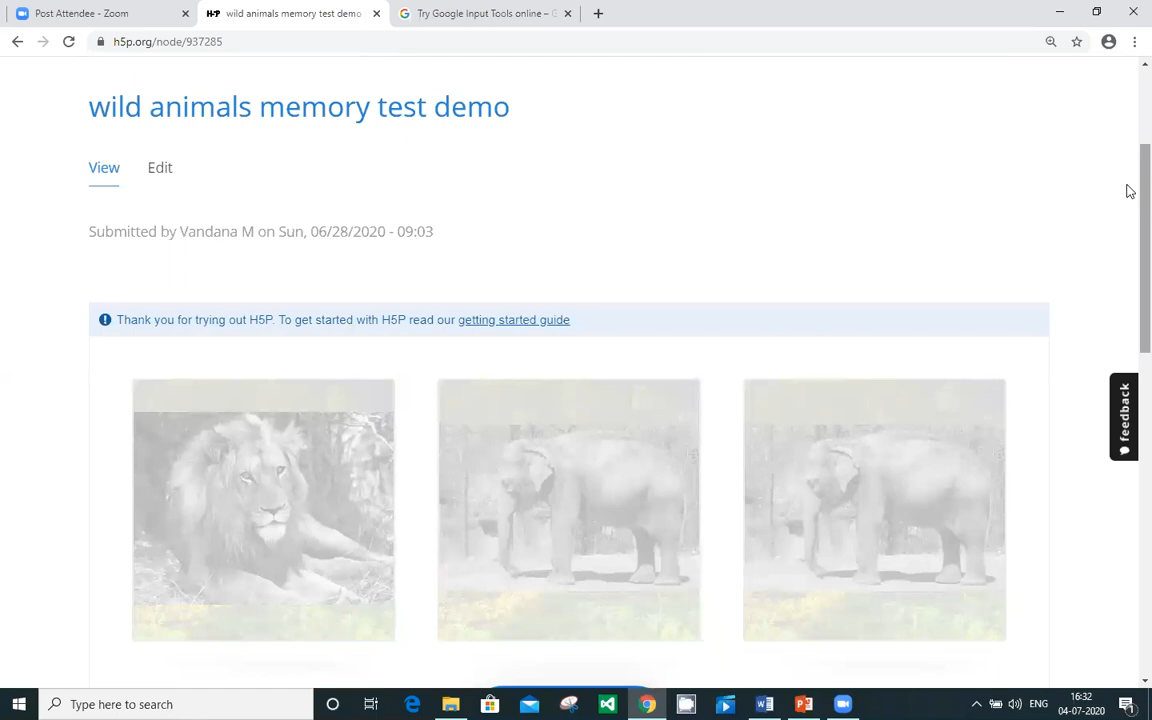 Post Attendee - Zoom
H-P wild animals memory test demo
Try Google Input Tools online – G
h5p.org/node/937285
wild animals memory test demo
View Edit
Submitted by Vandana M on Sun, 06/28/2020 - 09:03
Thank you for trying out H5P. To get started with H5P read our getting started guide
feedback
Type here to search
ENG
16:32
04-07-2020
1